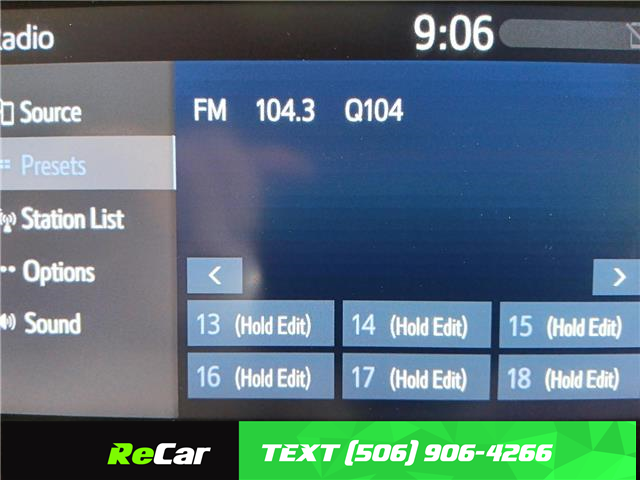 adio
9:06
Source
Presets
Station List
Options
Sound
FM 104.3 Q104
<
>
13 (Hold Edit) 14 (Hold Edit) 15 (Hold Edit)
16 (Hold Edit) 17 (Hold Edit) 18 (Hold Edit)
ReCar TEXT (506) 906-4266